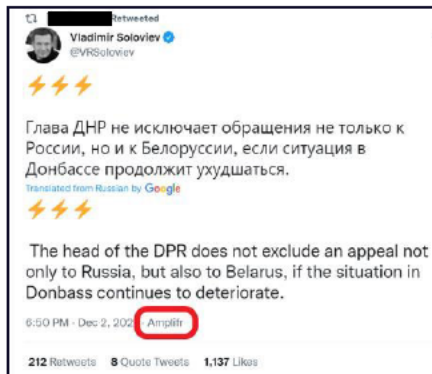 Retweeted
Vladimir Soloviev
@VRSoloviev
Глава ДНР не исключает обращения не только к
России, но и к Белоруссии, если ситуация в
Донбассе продолжит ухудшаться.
Translated from Russian by Google
The head of the DPR does not exclude an appeal not
only to Russia, but also to Belarus, if the situation in
Donbass continues to deteriorate.
6:50 PM · Dec 2, · Amplifr
212 Retweets 8 Quote Tweets 1,137 Likes